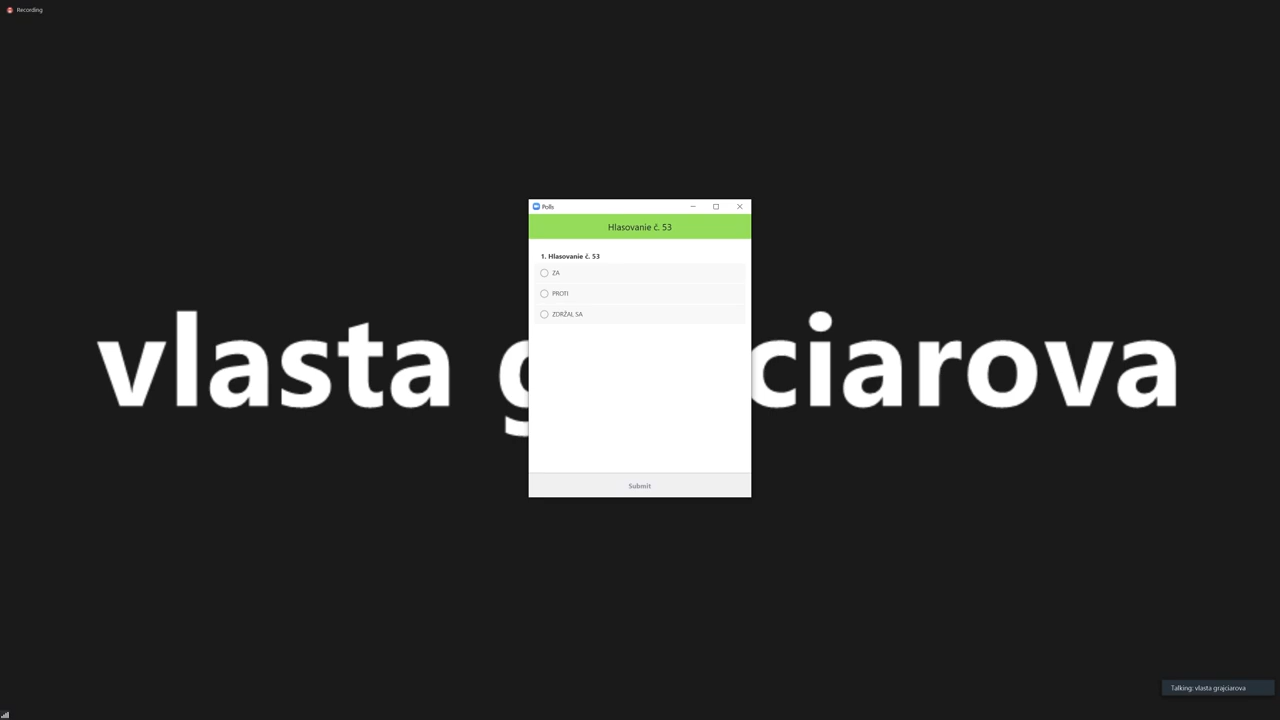 Recording
Polls
Hlasovanie č. 53
1. Hlasovanie č. 53
ZA
PROTI
ZDRŽAL SA
vlasta g ciarova
Submit
Talking: vlasta grajciarova